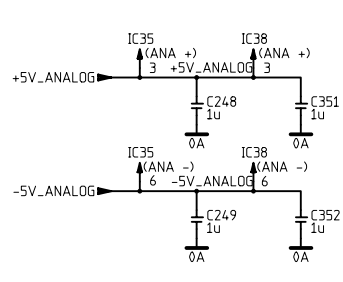 IC35 IC38
(ANA +) (ANA +)
3 +5V_ANALOG 3
+5V_ANALOG
C248 C351
1u 1u
0A 0A
IC35 IC38
(ANA -) (ANA -)
6 -5V_ANALOG 6
-5V_ANALOG
C249 C352
1u 1u
0A 0A